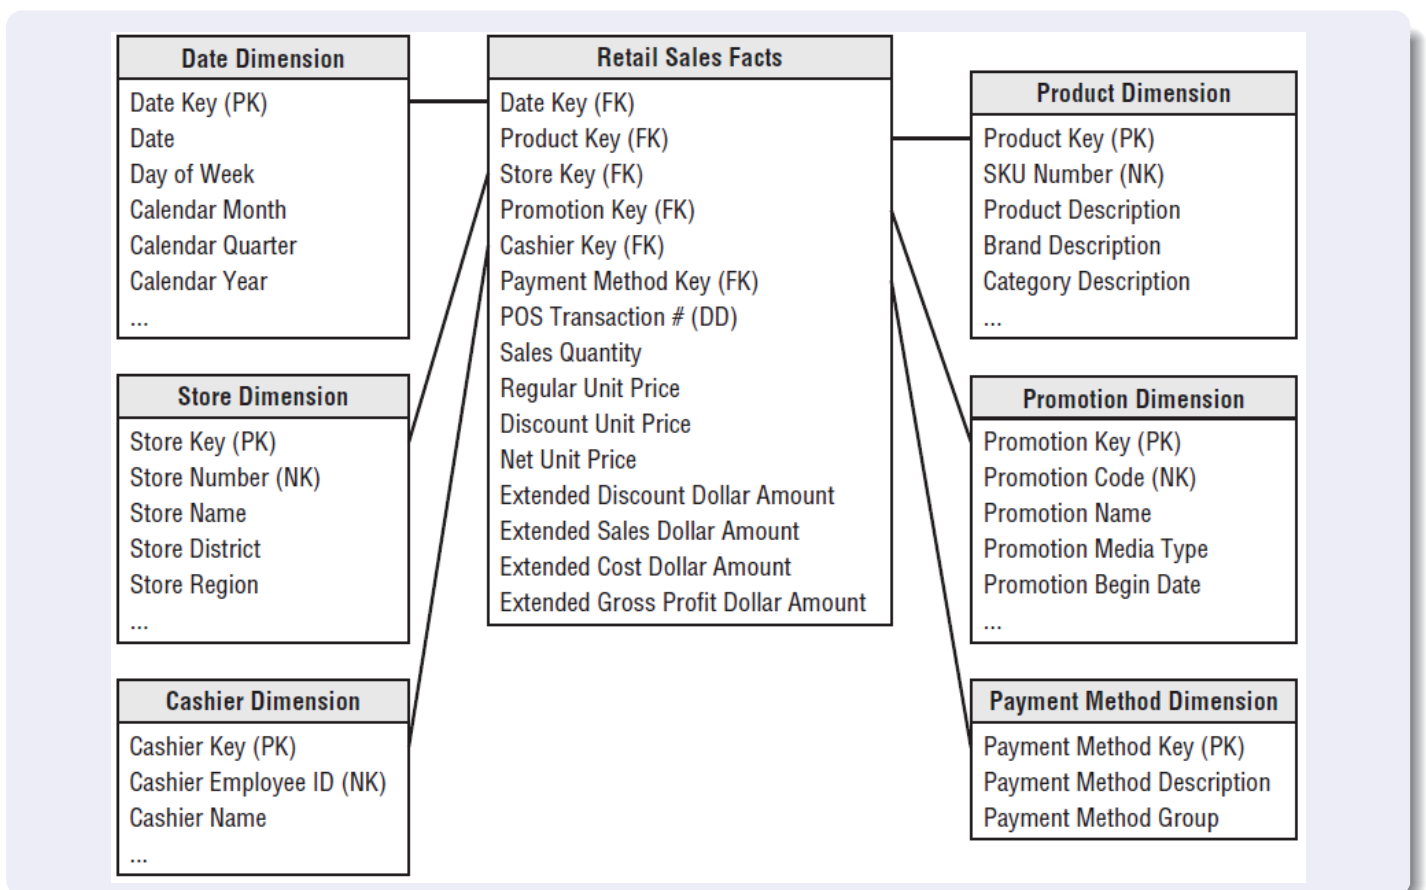 Date Dimension
Date Key (PK)
Date
Day of Week
Calendar Month
Calendar Quarter
Calendar Year
...
Store Dimension
Store Key (PK)
Store Number (NK)
Store Name
Store District
Store Region
...
Cashier Dimension
Cashier Key (PK)
Cashier Employee ID (NK)
Cashier Name
...
Retail Sales Facts
Date Key (FK)
Product Key (FK)
Store Key (FK)
Promotion Key (FK)
Cashier Key (FK)
Payment Method Key (FK)
POS Transaction # (DD)
Sales Quantity
Regular Unit Price
Discount Unit Price
Net Unit Price
Extended Discount Dollar Amount
Extended Sales Dollar Amount
Extended Cost Dollar Amount
Extended Gross Profit Dollar Amount
Product Dimension
Product Key (PK)
SKU Number (NK)
Product Description
Brand Description
Category Description
...
Promotion Dimension
Promotion Key (PK)
Promotion Code (NK)
Promotion Name
Promotion Media Type
Promotion Begin Date
...
Payment Method Dimension
Payment Method Key (PK)
Payment Method Description
Payment Method Group